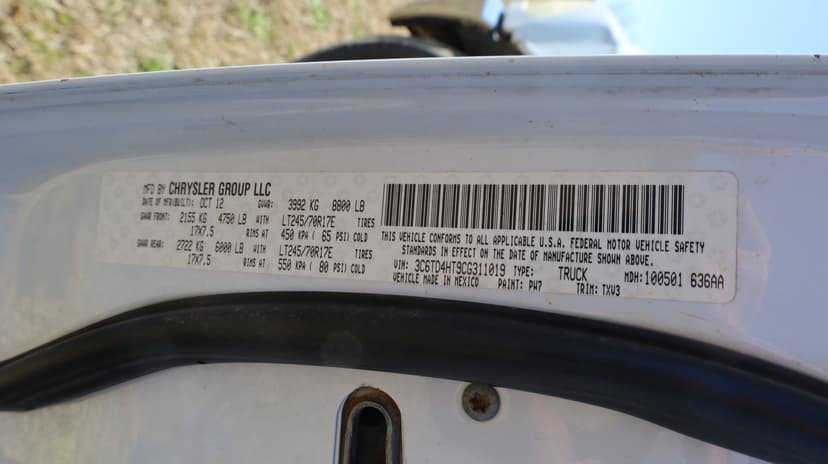 MFD BY CHRYSLER GROUP LLC
DATE OF MFR(BUILT): OCT 12 GVWR: 3992 KG 8800 LB
GAWR FRONT: 2155 KG 4750 LB WITH LT245/70R17E TIRES
17X7.5 RIMS AT 450 KPA ( 65 PSI) COLD
GAWR REAR: 2722 KG 6000 LB WITH LT245/70R17E TIRES
17X7.5 RIMS AT 550 KPA ( 80 PSI) COLD
THIS VEHICLE CONFORMS TO ALL APPLICABLE U.S.A. FEDERAL MOTOR VEHICLE SAFETY
STANDARDS IN EFFECT ON THE DATE OF MANUFACTURE SHOWN ABOVE.
VIN: 3C6TD4HT9CG311019 TYPE: TRUCK MDH:100501 636AA
VEHICLE MADE IN MEXICO PAINT: PW7 TRIM: TXV3